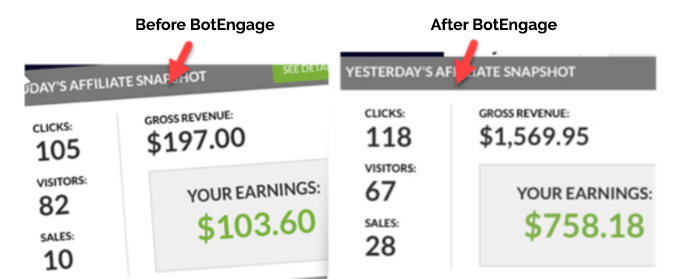 Before BotEngage
After BotEngage
DAY'S AFFILIATE SNAPSHOT
SEE DETA
CLICKS:
105
GROSS REVENUE:
$197.00
VISITORS:
82
YOUR EARNINGS:
$103.60
SALES:
10
YESTERDAY'S AFFILIATE SNAPSHOT
CLICKS:
118
GROSS REVENUE:
$1,569.95
VISITORS:
67
YOUR EARNINGS:
$758.18
SALES:
28